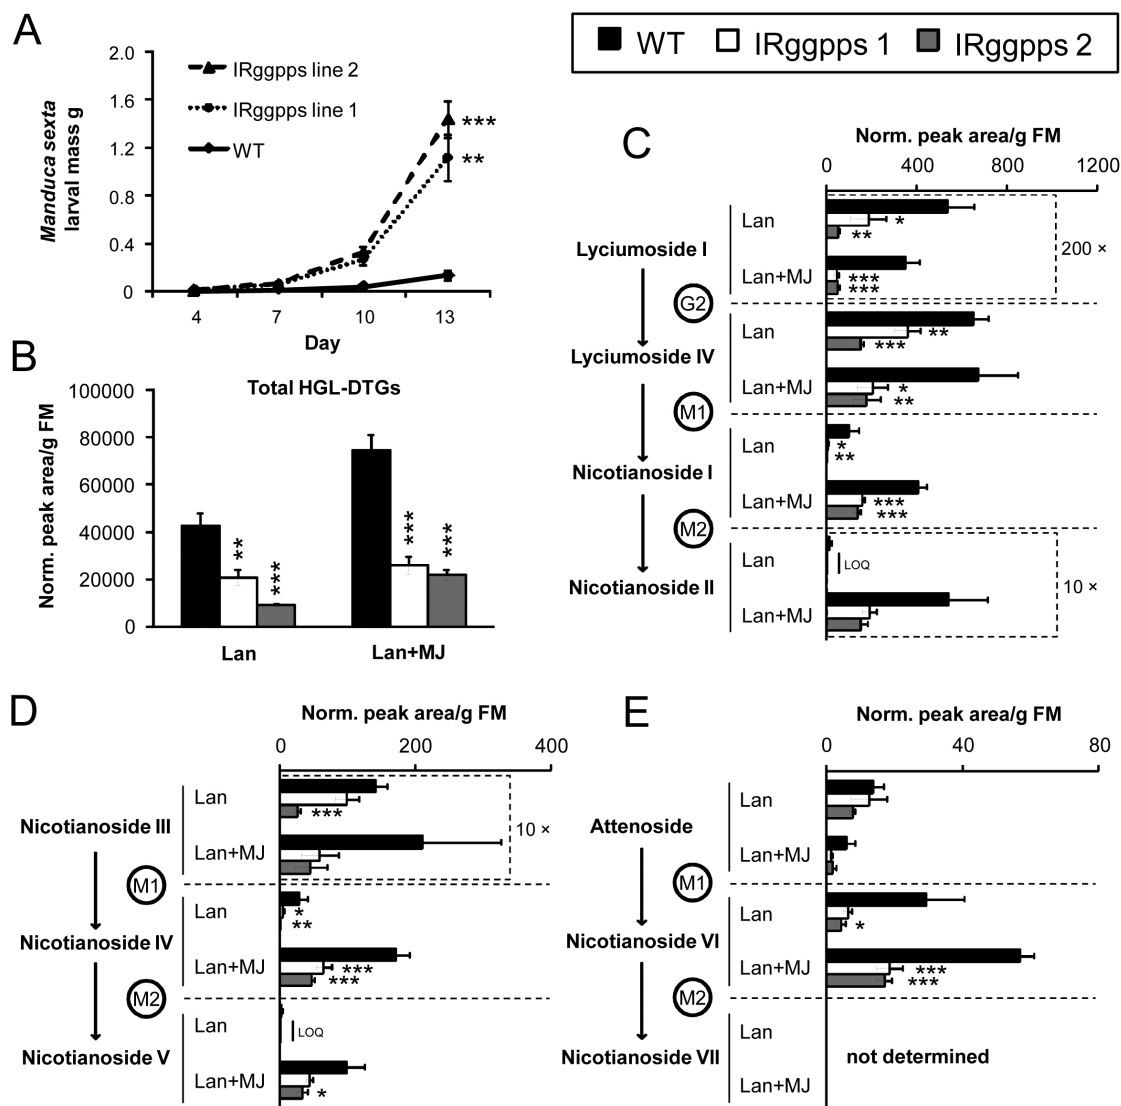 A
2.0
1.6
1.2
0.8
0.4
0
Manduca sexta
larval mass g
IRggpps line 2
IRggpps line 1
WT
***
**
4
7
10
13
Day
WT
IRggpps 1
IRggpps 2
B
Total HGL-DTGs
100000
80000
60000
40000
20000
0
Norm. peak area/g FM
**
***
***
***
Lan
Lan+MJ
C
Norm. peak area/g FM
0
400
800
1200
Lyciumoside I
Lan
*
**
Lan+MJ
***
***
200 ×
G2
Lyciumoside IV
Lan
**
***
Lan+MJ
*
**
M1
Nicotianoside I
Lan
*
**
Lan+MJ
***
***
M2
Nicotianoside II
Lan
LOQ
Lan+MJ
10 ×
D
Norm. peak area/g FM
0
200
400
Nicotianoside III
Lan
***
Lan+MJ
10 ×
M1
Nicotianoside IV
Lan
*
**
Lan+MJ
***
***
M2
Nicotianoside V
Lan
LOQ
Lan+MJ
*
E
Norm. peak area/g FM
0
40
80
Attenoside
Lan
Lan+MJ
M1
Nicotianoside VI
Lan
*
Lan+MJ
***
***
M2
Nicotianoside VII
Lan
not determined
Lan+MJ